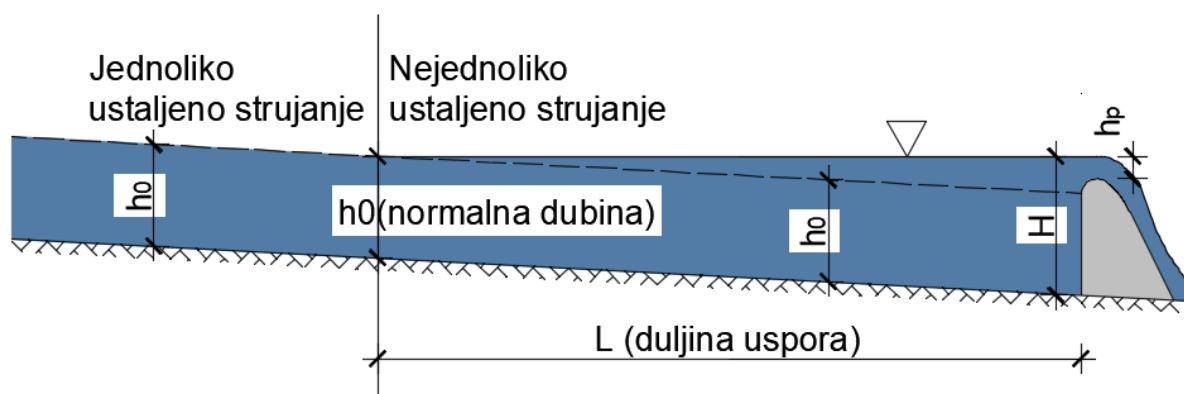 Jednoliko
ustaljeno strujanje
Nejednoliko
ustaljeno strujanje
hp
h0
h0(normalna dubina)
h0
H
L (duljina uspora)